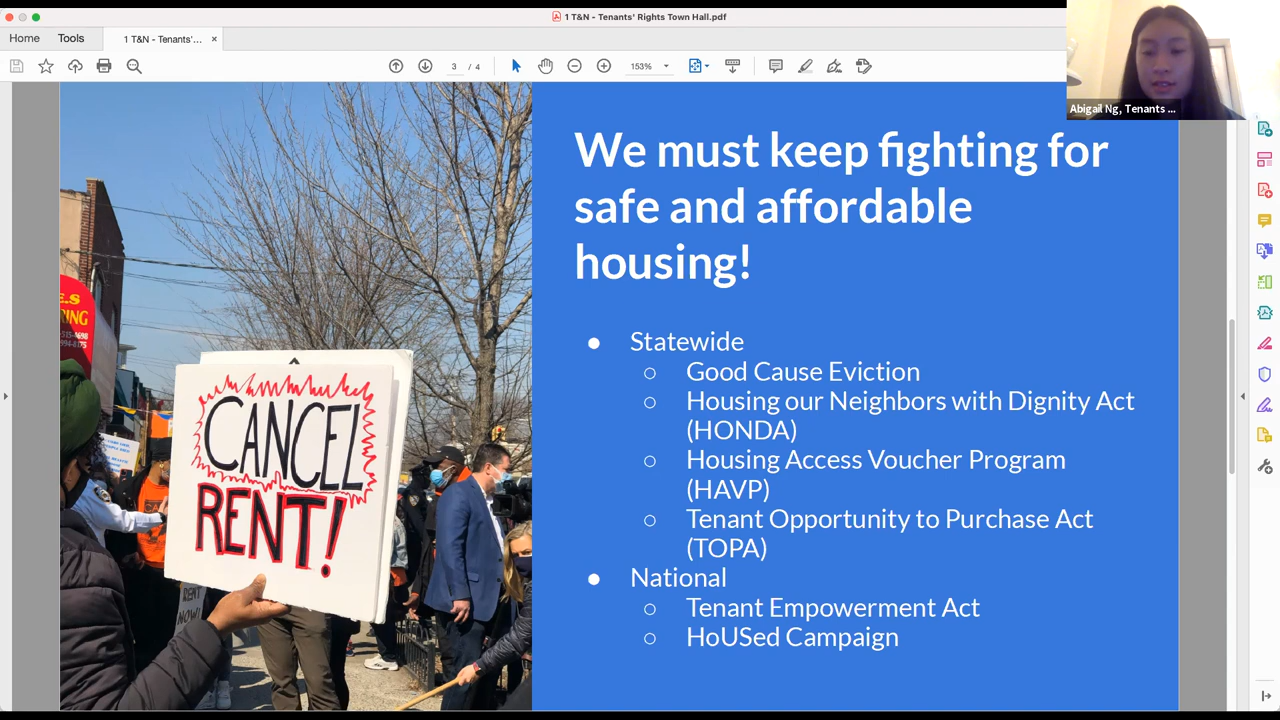 1 T&N - Tenants' Rights Town Hall.pdf
Home
Tools
1 T&N - Tenants'...
×
3 / 4
153%
Abigail Ng, Tenants ...
We must keep fighting for
safe and affordable
housing!
● Statewide
○ Good Cause Eviction
○ Housing our Neighbors with Dignity Act
(HONDA)
○ Housing Access Voucher Program
(HAVP)
○ Tenant Opportunity to Purchase Act
(TOPA)
● National
○ Tenant Empowerment Act
○ HoUSed Campaign
CANCEL
RENT!
RENT
NOW!